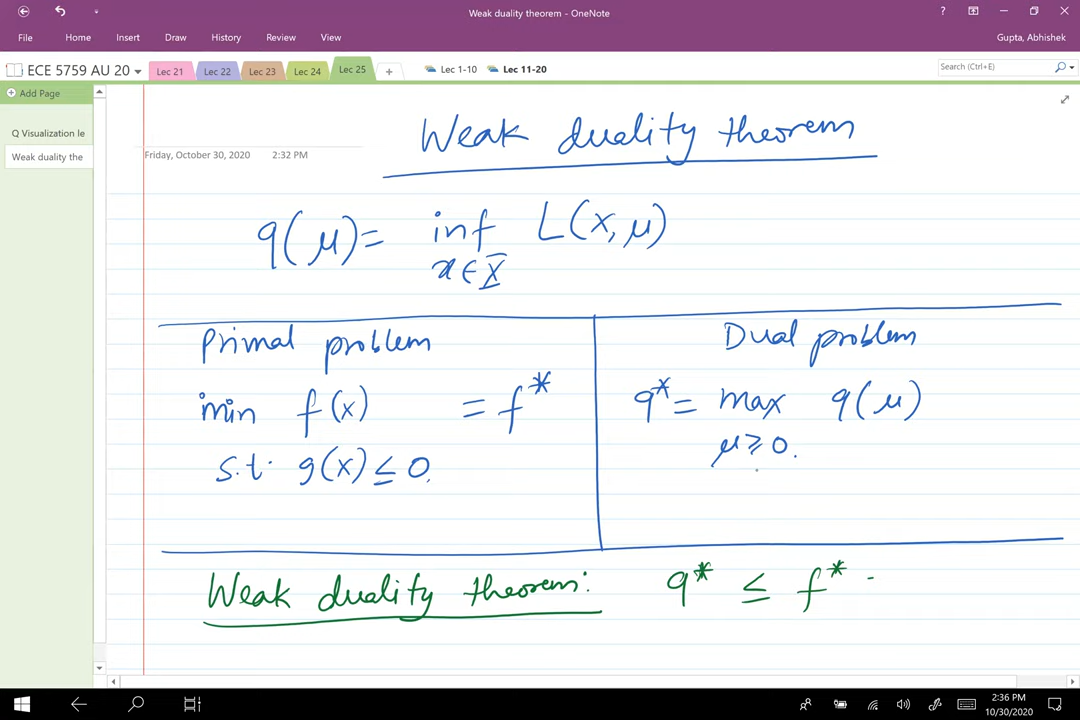 Weak duality theorem - OneNote
?
Gupta, Abhishek
File Home Insert Draw History Review View
ECE 5759 AU 20 Lec 21 Lec 22 Lec 23 Lec 24 Lec 25 + Lec 1-10 Lec 11-20
Search (Ctrl+E)
Add Page
Q Visualization le
Weak duality the
Weak duality theorem
Friday, October 30, 2020 2:32 PM
q(μ) = inf L(x, μ)
x ∈ X
Primal problem
min f(x) = f*
s.t. g(x) ≤ 0.
Dual problem
q* = max q(μ)
μ ≥ 0.
Weak duality theorem: q* ≤ f*
2:36 PM
10/30/2020